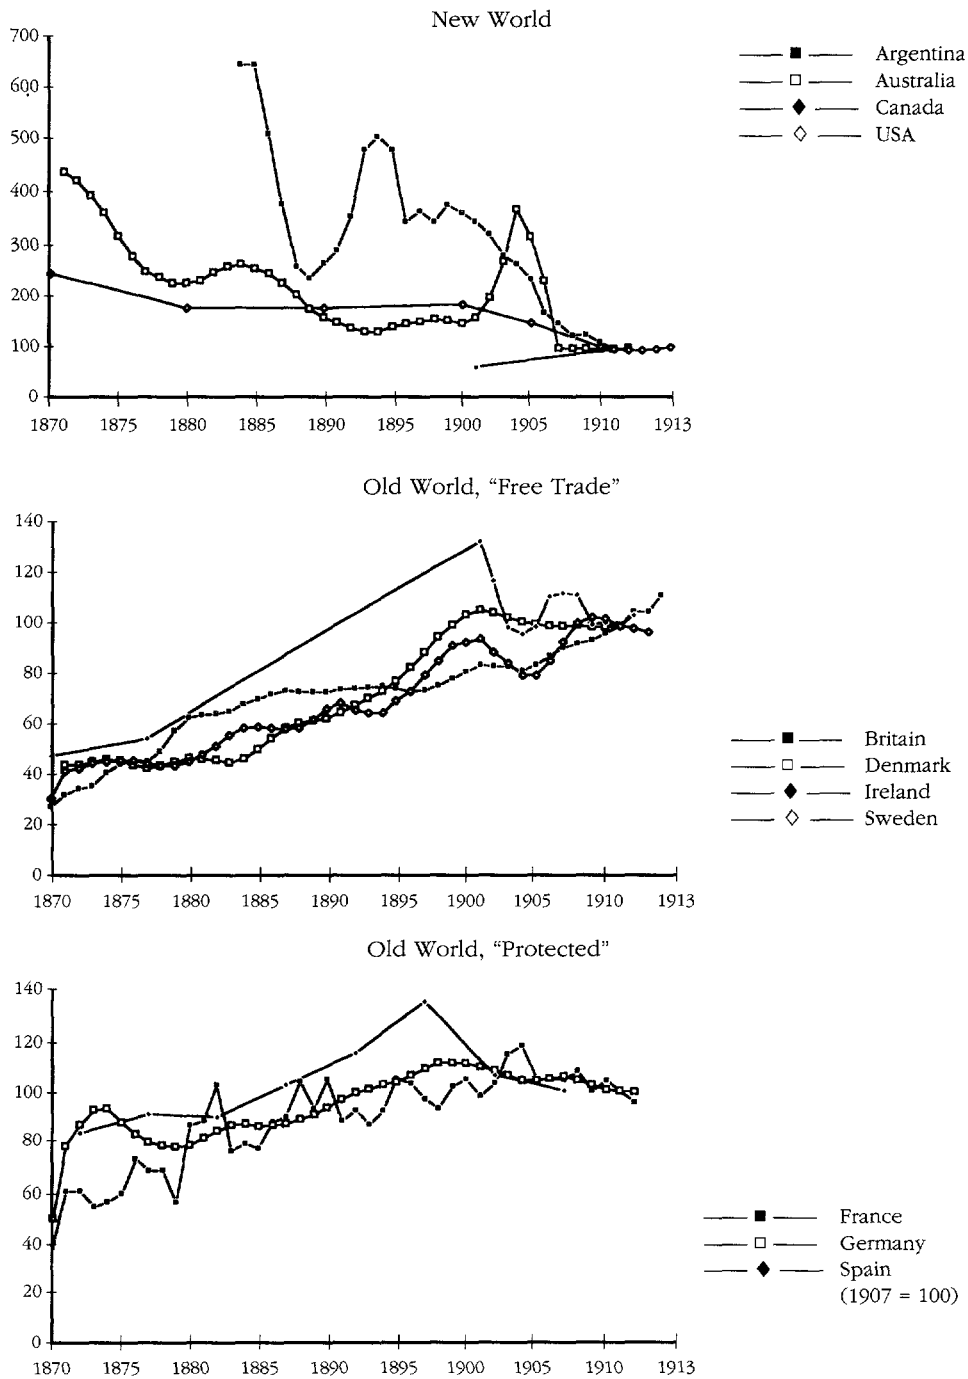 New World
700
600
500
400
300
200
100
0
1870 1875 1880 1885 1890 1895 1900 1905 1910 1913
Argentina
Australia
Canada
USA
Old World, “Free Trade”
140
120
100
80
60
40
20
0
1870 1875 1880 1885 1890 1895 1900 1905 1910 1913
Britain
Denmark
Ireland
Sweden
Old World, “Protected”
140
120
100
80
60
40
20
0
1870 1875 1880 1885 1890 1895 1900 1905 1910 1913
France
Germany
Spain
(1907 = 100)